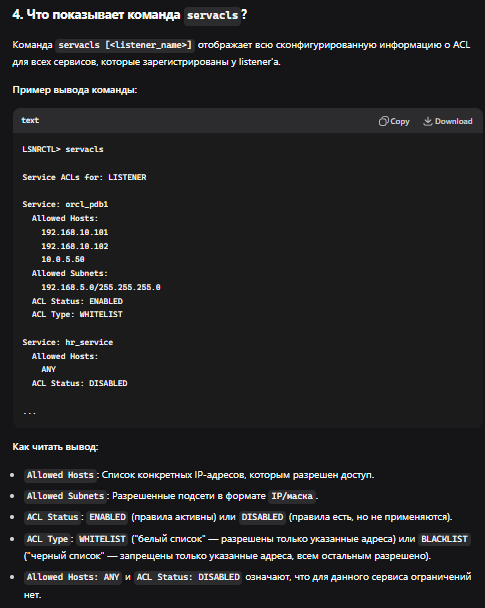 4. Что показывает команда servacls?
Команда servacls [<listener_name>] отображает всю сконфигурированную информацию о ACL
для всех сервисов, которые зарегистрированы у listener'а.
Пример вывода команды:
text Copy Download
LSNRCTL> servacls
Service ACLs for: LISTENER
Service: orcl_pdb1
Allowed Hosts:
192.168.10.101
192.168.10.102
10.0.5.50
Allowed Subnets:
192.168.5.0/255.255.255.0
ACL Status: ENABLED
ACL Type: WHITELIST
Service: hr_service
Allowed Hosts:
ANY
ACL Status: DISABLED
...
Как читать вывод:
• Allowed Hosts: Список конкретных IP-адресов, которым разрешен доступ.
• Allowed Subnets: Разрешенные подсети в формате IP/маска.
• ACL Status: ENABLED (правила активны) или DISABLED (правила есть, но не применяются).
• ACL Type: WHITELIST ("белый список" — разрешены только указанные адреса) или BLACKLIST
("черный список" — запрещены только указанные адреса, всем остальным разрешено).
• Allowed Hosts: ANY и ACL Status: DISABLED означают, что для данного сервиса ограничений
нет.